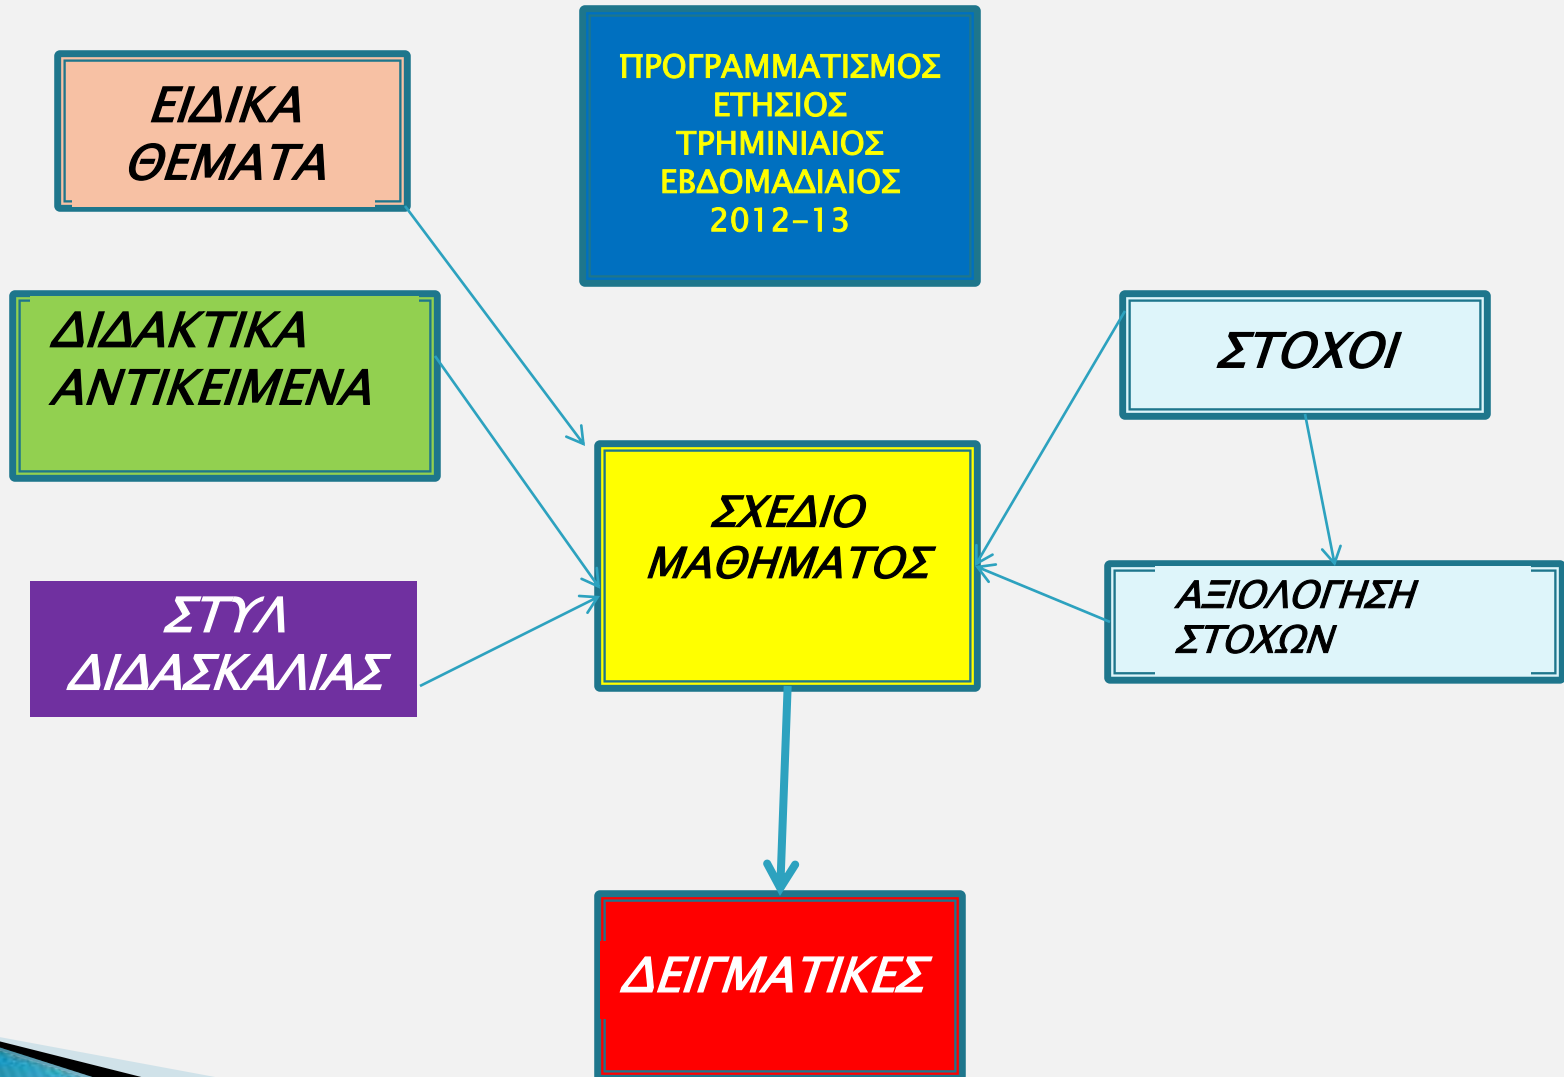 ΠΡΟΓΡΑΜΜΑΤΙΣΜΟΣ
ΕΤΗΣΙΟΣ
ΤΡΗΜΙΝΙΑΙΟΣ
ΕΒΔΟΜΑΔΙΑΙΟΣ
2012-13
ΕΙΔΙΚΑ
ΘΕΜΑΤΑ
ΔΙΔΑΚΤΙΚΑ
ΑΝΤΙΚΕΙΜΕΝΑ
ΣΤΟΧΟΙ
ΣΧΕΔΙΟ
ΜΑΘΗΜΑΤΟΣ
ΣΤΥΛ
ΔΙΔΑΣΚΑΛΙΑΣ
ΑΞΙΟΛΟΓΗΣΗ
ΣΤΟΧΩΝ
ΔΕΙΓΜΑΤΙΚΕΣ